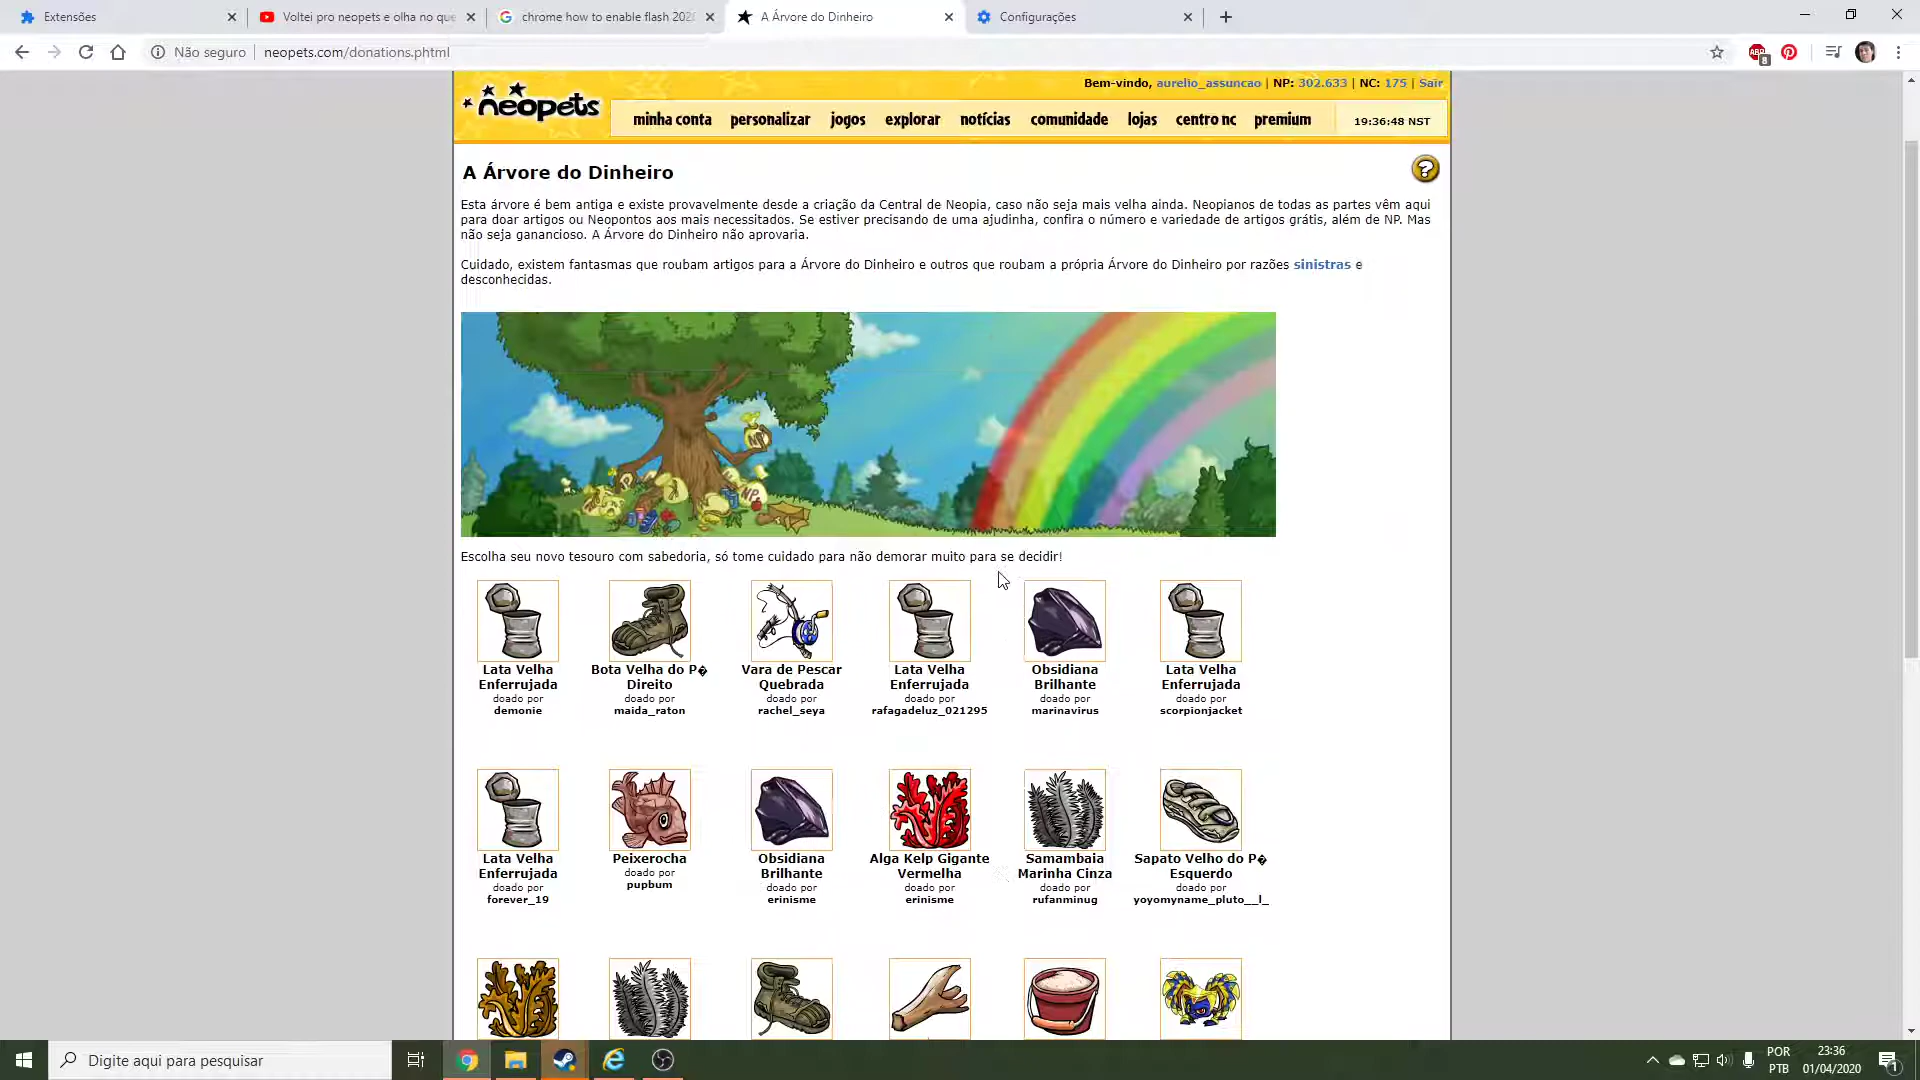 Extensões
Voltei pro neopets e olha no que
chrome how to enable flash 2020
A Árvore do Dinheiro
Configurações
Não seguro
neopets.com/donations.phtml
ABP
8
neopets
Bem-vindo, aurelio_assuncao | NP: 302.633 | NC: 175 | Sair
minha conta personalizar jogos explorar notícias comunidade lojas centro nc premium
19:36:48 NST
A Árvore do Dinheiro
?
Esta árvore é bem antiga e existe provavelmente desde a criação da Central de Neopia, caso não seja mais velha ainda. Neopianos de todas as partes vêm aqui
para doar artigos ou Neopontos aos mais necessitados. Se estiver precisando de uma ajudinha, confira o número e variedade de artigos grátis, além de NP. Mas
não seja ganancioso. A Árvore do Dinheiro não aprovaria.
Cuidado, existem fantasmas que roubam artigos para a Árvore do Dinheiro e outros que roubam a própria Árvore do Dinheiro por razões sinistras e
desconhecidas.
NP
NP
Escolha seu novo tesouro com sabedoria, só tome cuidado para não demorar muito para se decidir!
Lata Velha Enferrujada doado por demonie
Bota Velha do P� Direito doado por maida_raton
Vara de Pescar Quebrada doado por rachel_seya
Lata Velha Enferrujada doado por rafagadeluz_021295
Obsidiana Brilhante doado por marinavirus
Lata Velha Enferrujada doado por scorpionjacket
Lata Velha Enferrujada doado por forever_19
Peixerocha doado por pupbum
Obsidiana Brilhante doado por erinisme
Alga Kelp Gigante Vermelha doado por erinisme
Samambaia Marinha Cinza doado por rufanminug
Sapato Velho do P� Esquerdo doado por yoyomyname_pluto__l_
Digite aqui para pesquisar
POR
PTB
23:36
01/04/2020
1